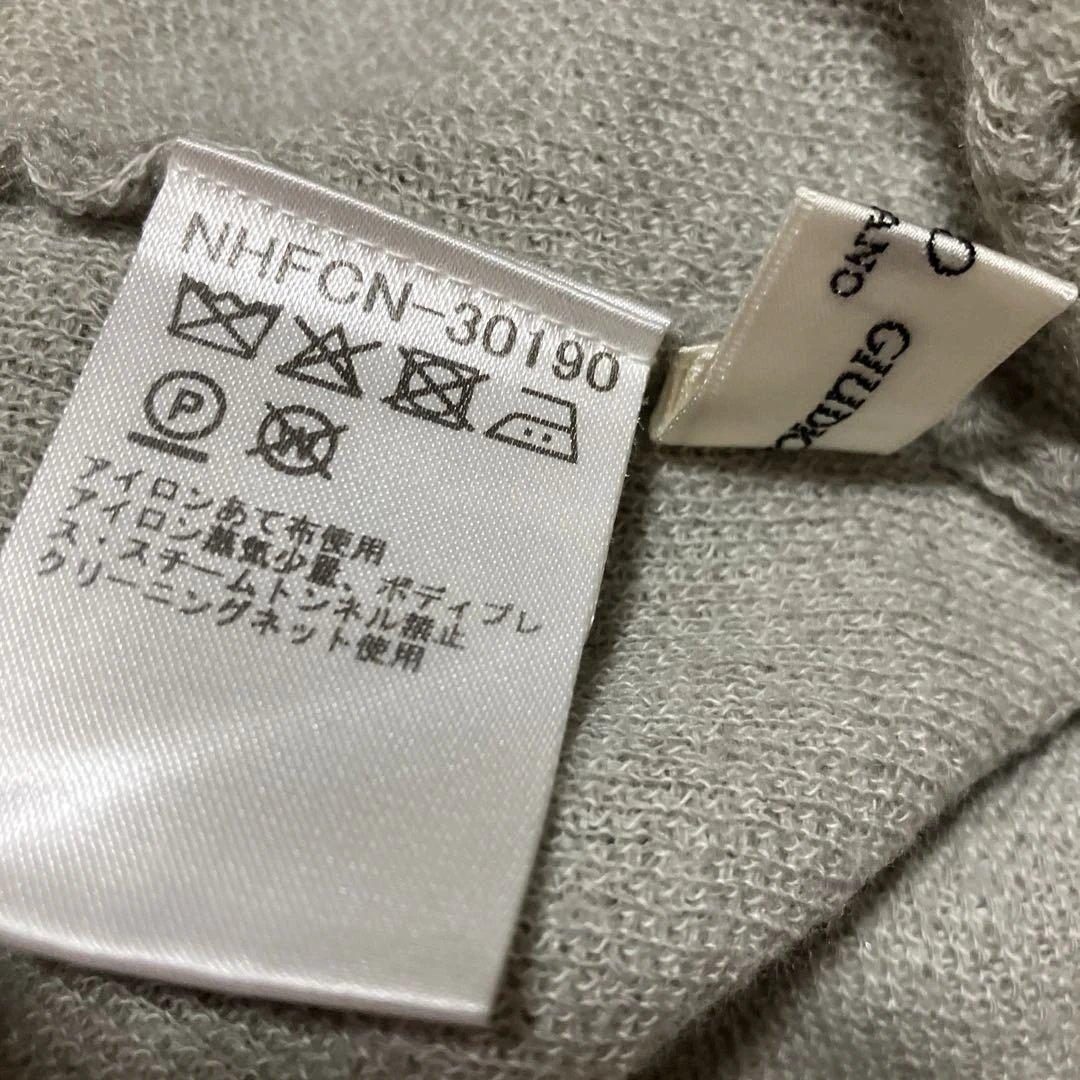 NHFCN-30190
P
アイロンあて布使用
アイロン蒸気少量、ボディプレ
ス・スチームトンネル禁止
クリーニングネット使用